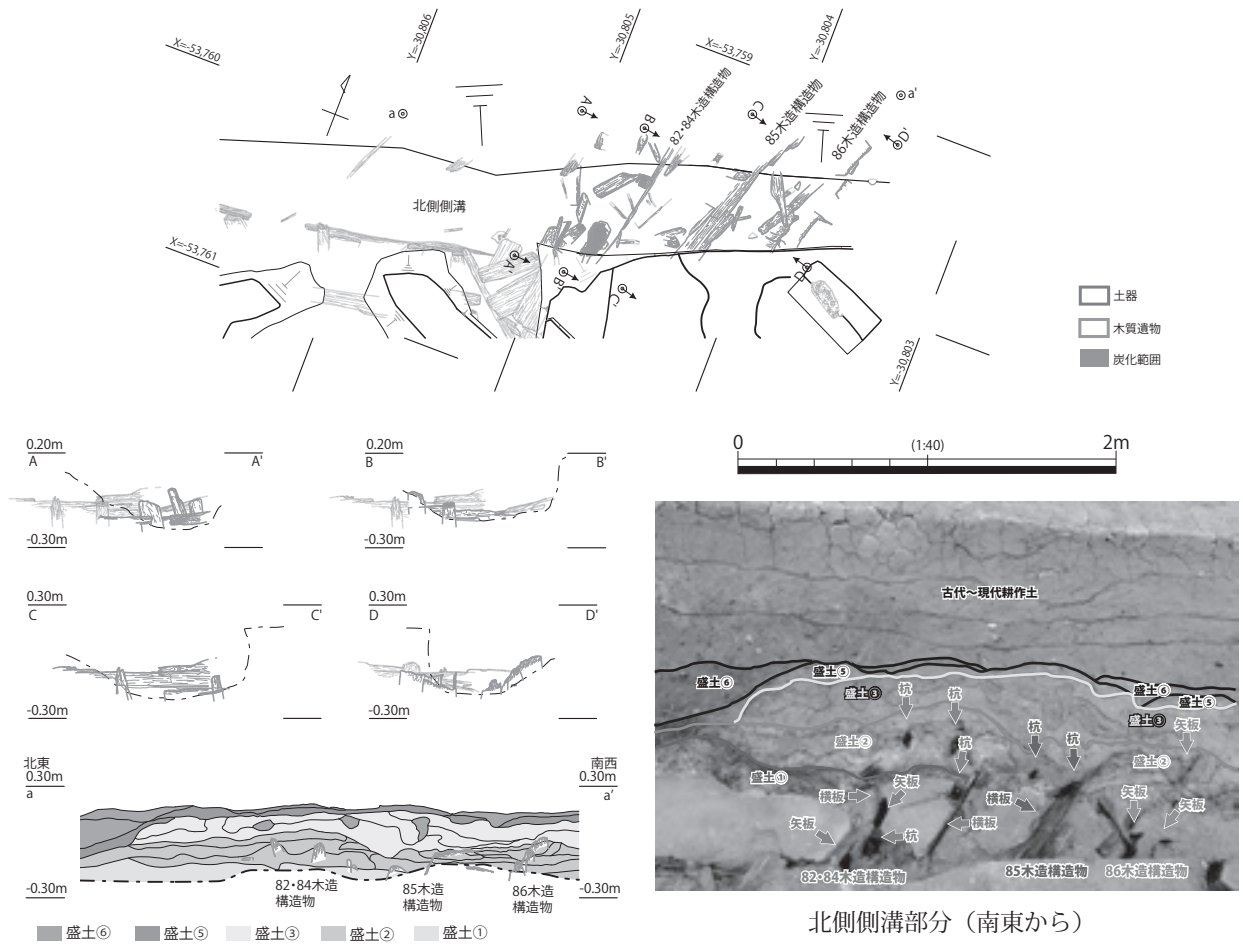 X=-53,760
Y=-30,806
Y=-30,805
X=-53,759
Y=-30,804
a
A
B
82・84木造構造物
C
85木造構造物
86木造構造物
a'
D'
北側側溝
X=-53,761
A'
B'
C'
D
Y=-30,803
土器
木質遺物
炭化範囲
0.20m
A
A'
-0.30m
0.20m
B
B'
-0.30m
0.30m
C
C'
-0.30m
0.30m
D
D'
-0.30m
0
(1:40)
2m
北東
0.30m
a
南西
0.30m
a'
-0.30m
-0.30m
82・84木造
構造物
85木造
構造物
86木造
構造物
盛土⑥
盛土⑤
盛土③
盛土②
盛土①
古代〜現代耕作土
盛土⑥
盛土⑤
盛土③
杭
杭
盛土⑥
盛土⑤
盛土③
矢板
盛土②
杭
杭
杭
盛土②
盛土①
横板
矢板
横板
矢板
矢板
矢板
杭
横板
82・84木造構造物
85木造構造物
86木造構造物
北側側溝部分（南東から）